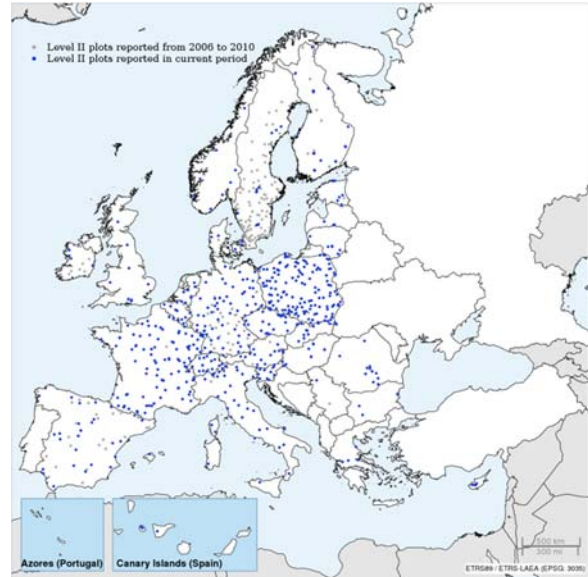 Level II plots reported from 2006 to 2010
Level II plots reported in current period
Azores (Portugal)
Canary Islands (Spain)
500 km
300 mi
ETRS89 / ETRS-LAEA (EPSG: 3035)